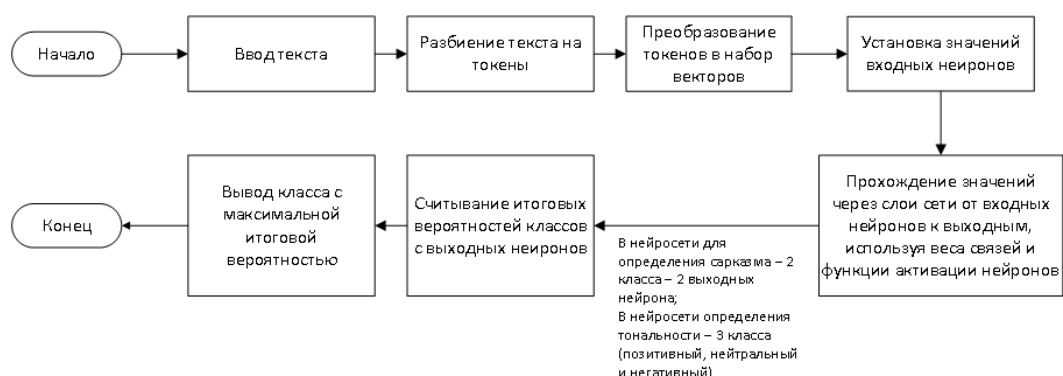 Начало
Ввод текста
Разбиение текста на
токены
Преобразование
токенов в набор
векторов
Установка значений
входных нейронов
Прохождение значений
через слои сети от входных
нейронов к выходным,
используя веса связей и
функции активации нейронов
В нейросети для
определения сарказма – 2
класса – 2 выходных
нейрона;
В нейросети определения
тональности – 3 класса
(позитивный, нейтральный
и негативный)
Считывание итоговых
вероятностей классов
с выходных нейронов
Вывод класса с
максимальной
итоговой
вероятностью
Конец